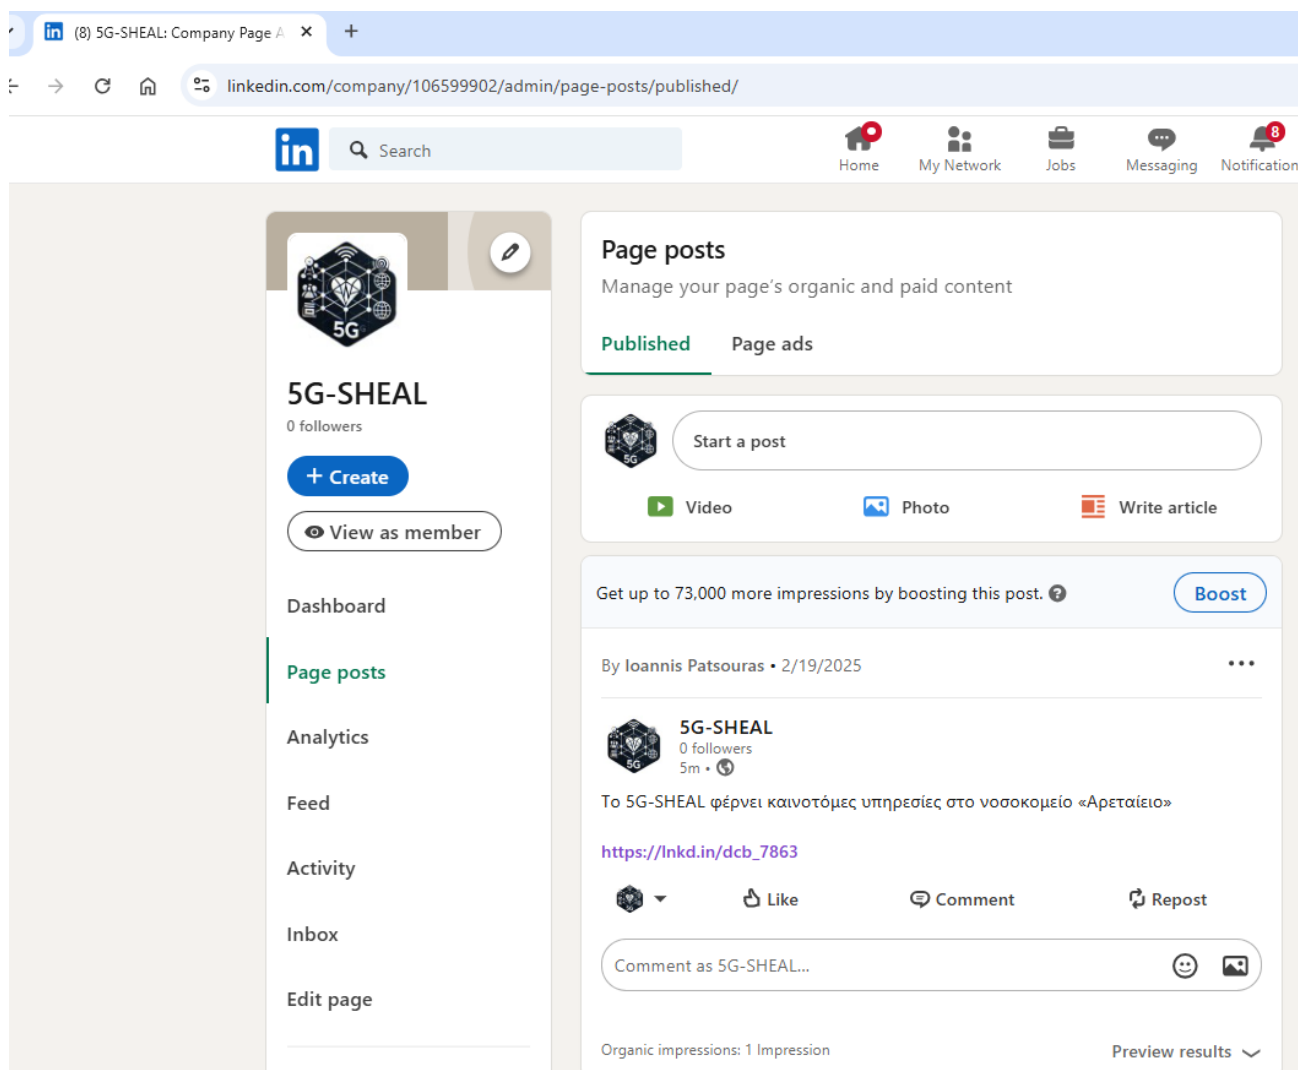 (8) 5G-SHEAL: Company Page A
linkedin.com/company/106599902/admin/page-posts/published/
in
Search
Home
My Network
Jobs
Messaging
8
Notification
5G
5G-SHEAL
0 followers
+ Create
View as member
Dashboard
Page posts
Analytics
Feed
Activity
Inbox
Edit page
Page posts
Manage your page's organic and paid content
Published Page ads
5G
Start a post
Video Photo Write article
Get up to 73,000 more impressions by boosting this post. Boost
By Ioannis Patsouras • 2/19/2025
5G
5G-SHEAL
0 followers
5m •
Το 5G-SHEAL φέρνει καινοτόμες υπηρεσίες στο νοσοκομείο «Αρεταίειο»
https://lnkd.in/dcb_7863
Like Comment Repost
Comment as 5G-SHEAL...
Organic impressions: 1 Impression Preview results